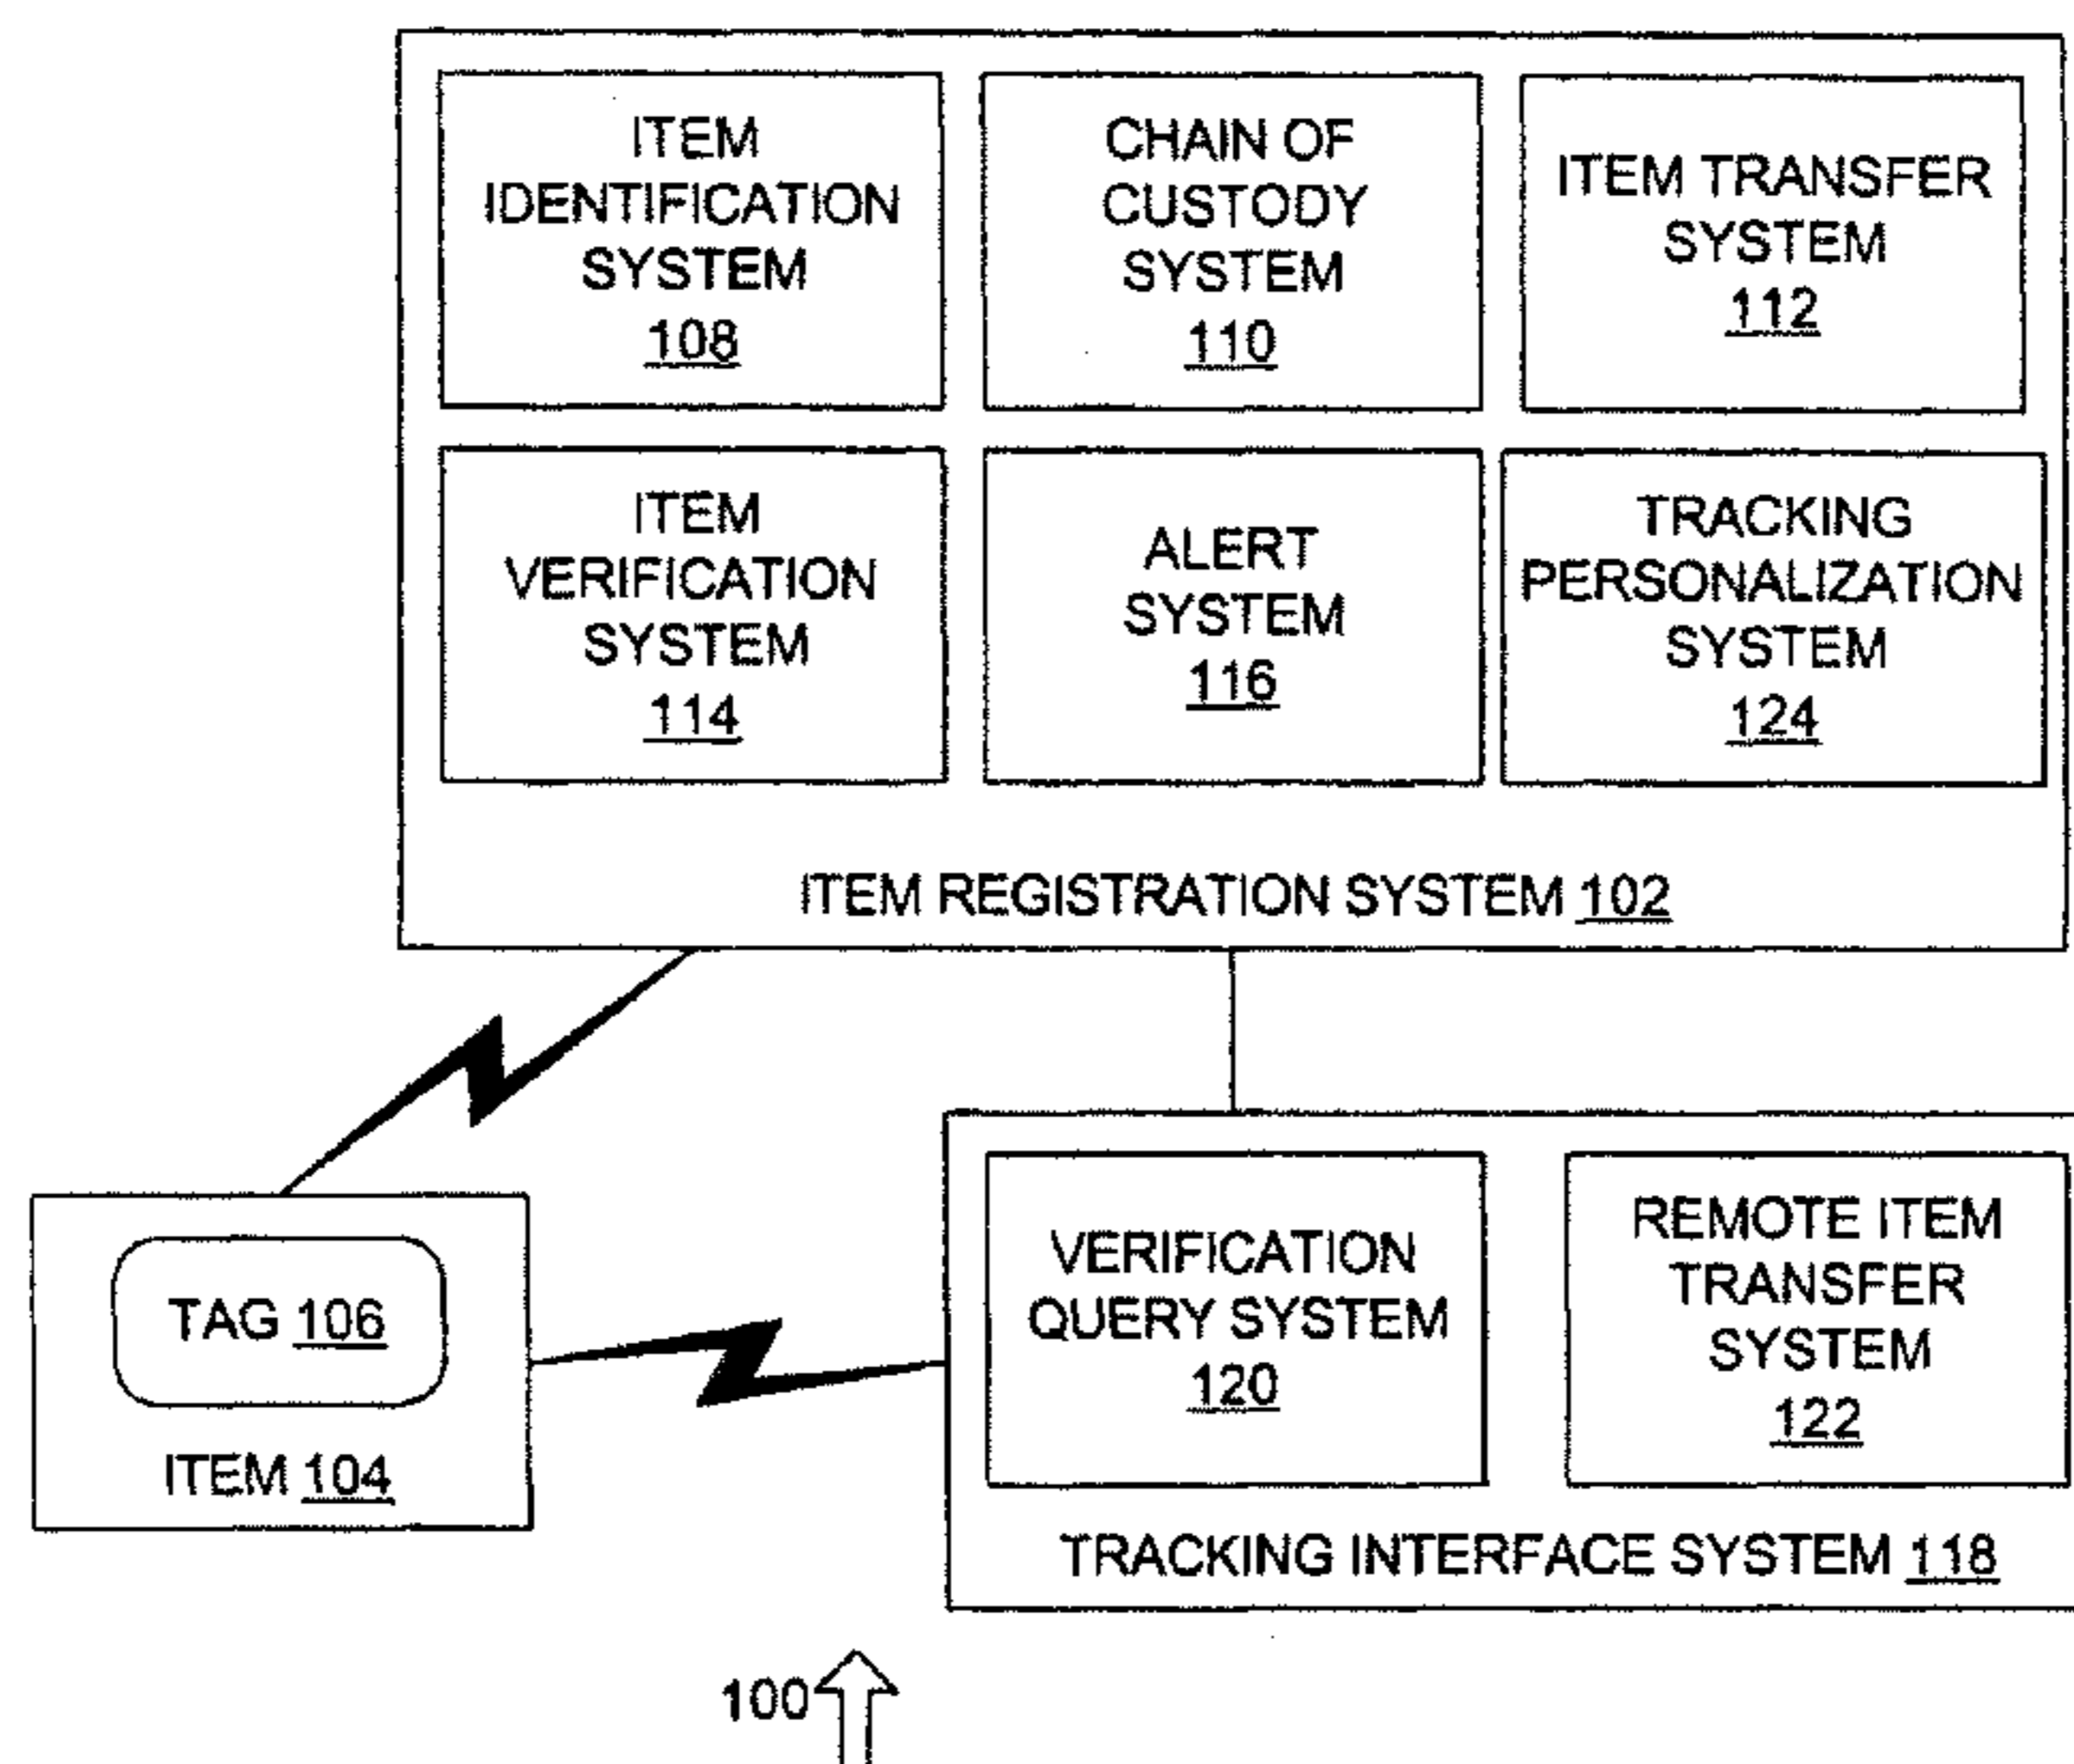 ITEM
IDENTIFICATION
SYSTEM
108
CHAIN OF
CUSTODY
SYSTEM
110
ITEM TRANSFER
SYSTEM
112
ITEM
VERIFICATION
SYSTEM
114
ALERT
SYSTEM
116
TRACKING
PERSONALIZATION
SYSTEM
124
ITEM REGISTRATION SYSTEM 102
TAG 106
ITEM 104
VERIFICATION
QUERY SYSTEM
120
REMOTE ITEM
TRANSFER
SYSTEM
122
TRACKING INTERFACE SYSTEM 118
100